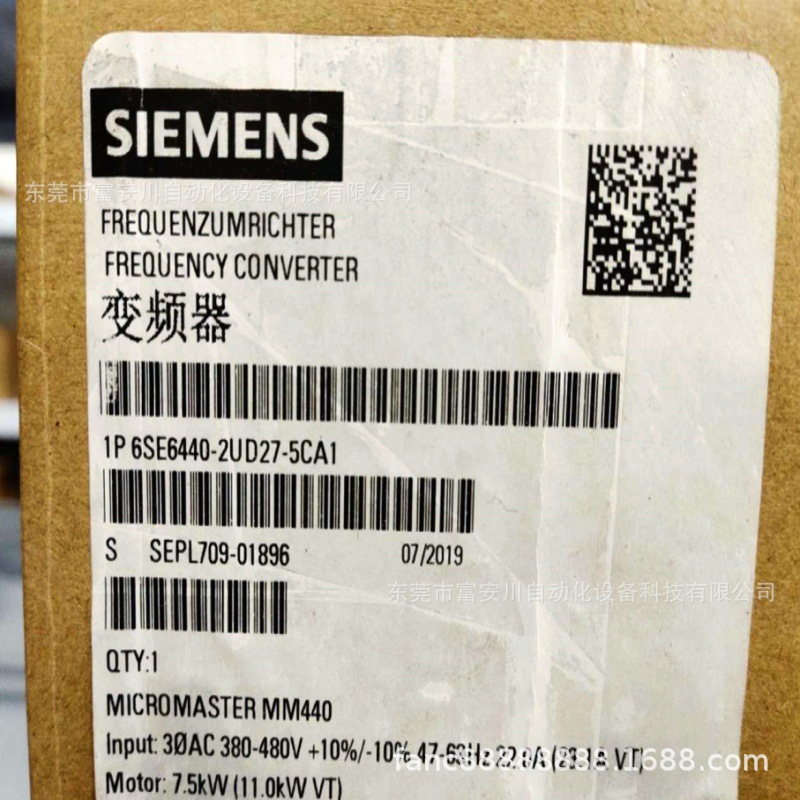 SIEMENS
东莞市富安川自动化设备科技有限公司
FREQUENZUMRICHTER
FREQUENCY CONVERTER
变频器
1P 6SE6440-2UD27-5CA1
S SEPL709-01896 07/2019
东莞市富安川自动化设备科技有限公司
QTY:1
MICROMASTER MM440
Input: 3ØAC 380-480V +10%/-10% 47-63Hz
Motor: 7.5kW (11.0kW VT)